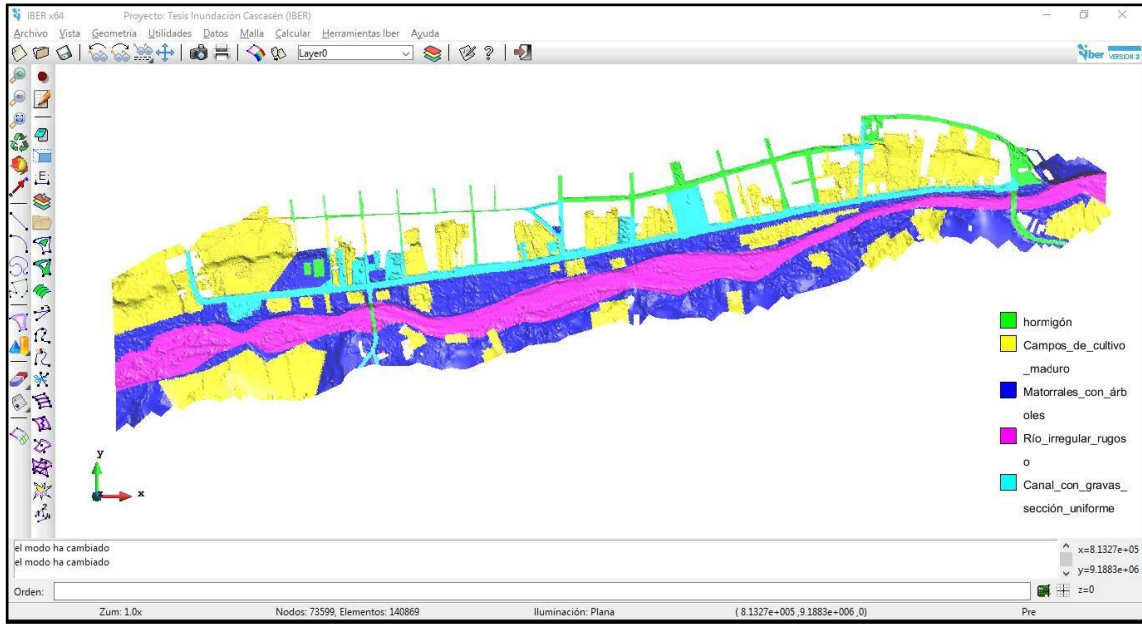 IBER x64 Proyecto: Tesis Inundación Cascasén (IBER)
Archivo Vista Geometría Utilidades Datos Malla Calcular Herramientas Iber Ayuda
Layer0
iber VERSION 2
E
hormigón
Campos_de_cultivo
_maduro
Matorrales_con_árb
oles
Río_irregular_rugos
o
Canal_con_gravas_
sección_uniforme
y
x
el modo ha cambiado
el modo ha cambiado
x=8.1327e+05
y=9.1883e+06
z=0
Orden:
Zum: 1.0x Nodos: 73599, Elementos: 140869 Iluminación: Plana ( 8.1327e+005 ,9.1883e+006 ,0) Pre